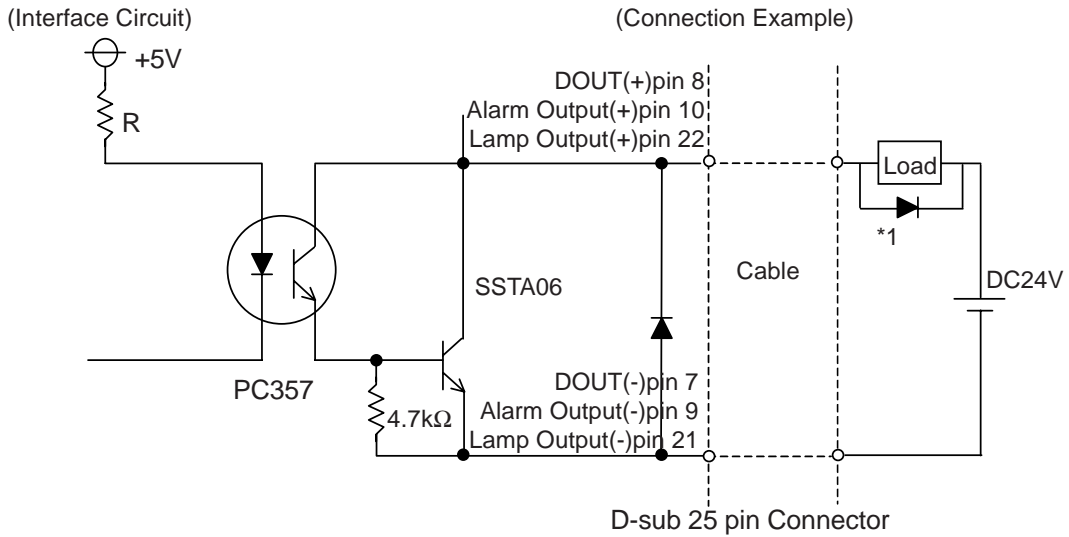 (Interface Circuit)
(Connection Example)
+5V
DOUT(+)pin 8
Alarm Output(+)pin 10
Lamp Output(+)pin 22
R
Load
*1
Cable
SSTA06
DC24V
PC357
4.7kΩ
DOUT(-)pin 7
Alarm Output(-)pin 9
Lamp Output(-)pin 21
D-sub 25 pin Connector